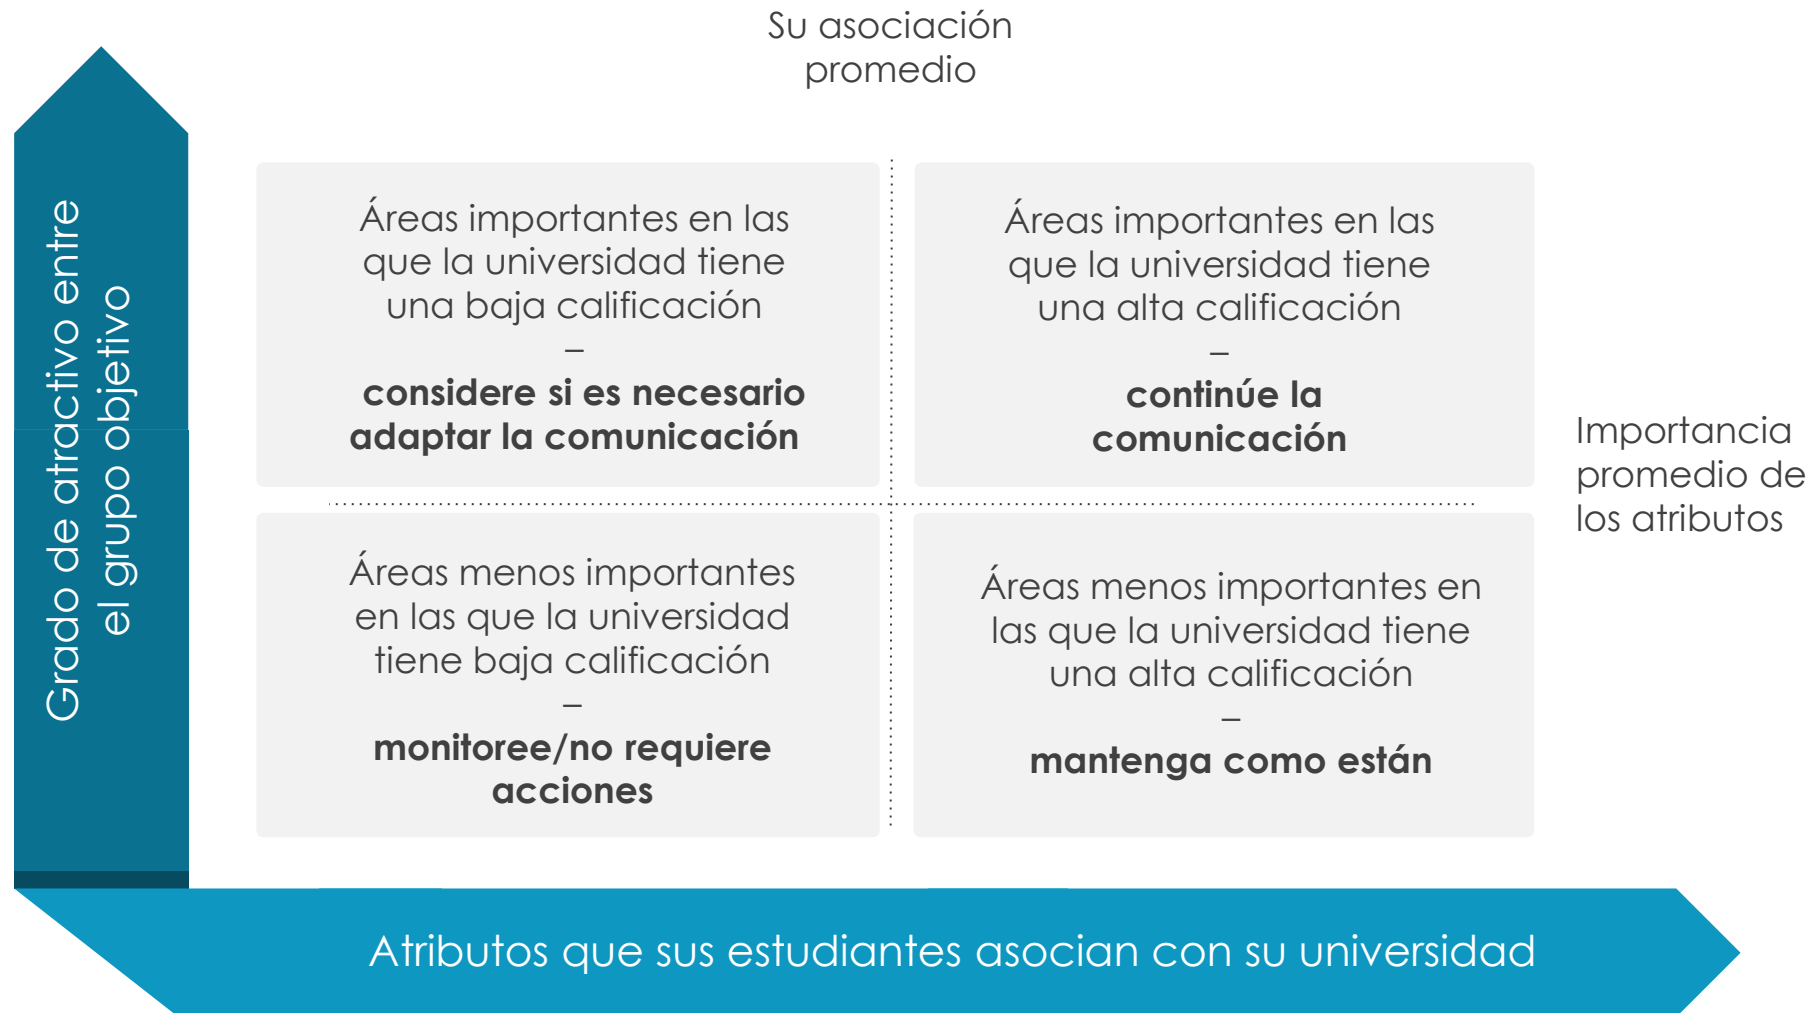 Su asociación
promedio
Grado de atractivo entre
el grupo objetivo
Áreas importantes en las
que la universidad tiene
una baja calificación
–
considere si es necesario
adaptar la comunicación
Áreas importantes en las
que la universidad tiene
una alta calificación
–
continúe la
comunicación
Importancia
promedio de
los atributos
Áreas menos importantes
en las que la universidad
tiene baja calificación
–
monitoree/no requiere
acciones
Áreas menos importantes en
las que la universidad tiene
una alta calificación
–
mantenga como están
Atributos que sus estudiantes asocian con su universidad